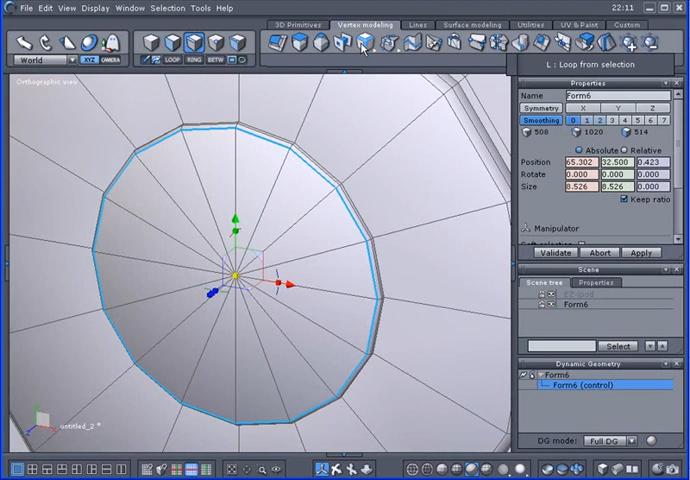 File Edit View Display Window Selection Tools Help
22:11
3D Primitives Vertex modeling Lines Surface modeling Utilities UV & Paint Custom
World XYZ CAMERA
LOOP RING BETW
L : Loop from selection
Orthographic view
Properties
Name Form6
Symmetry X Y Z
Smoothing 0 1 2 3 4 5 6 7
508 1020 514
Absolute Relative
Position 65.302 32.500 0.423
Rotate 0.000 0.000 0.000
Size 8.526 8.526 0.000
Keep ratio
Manipulator
Validate Abort Apply
Scene
Scene tree Properties
Form6
Select
Dynamic Geometry
Form6
Form6 (control)
untitled_2 *
DG mode: Full DG